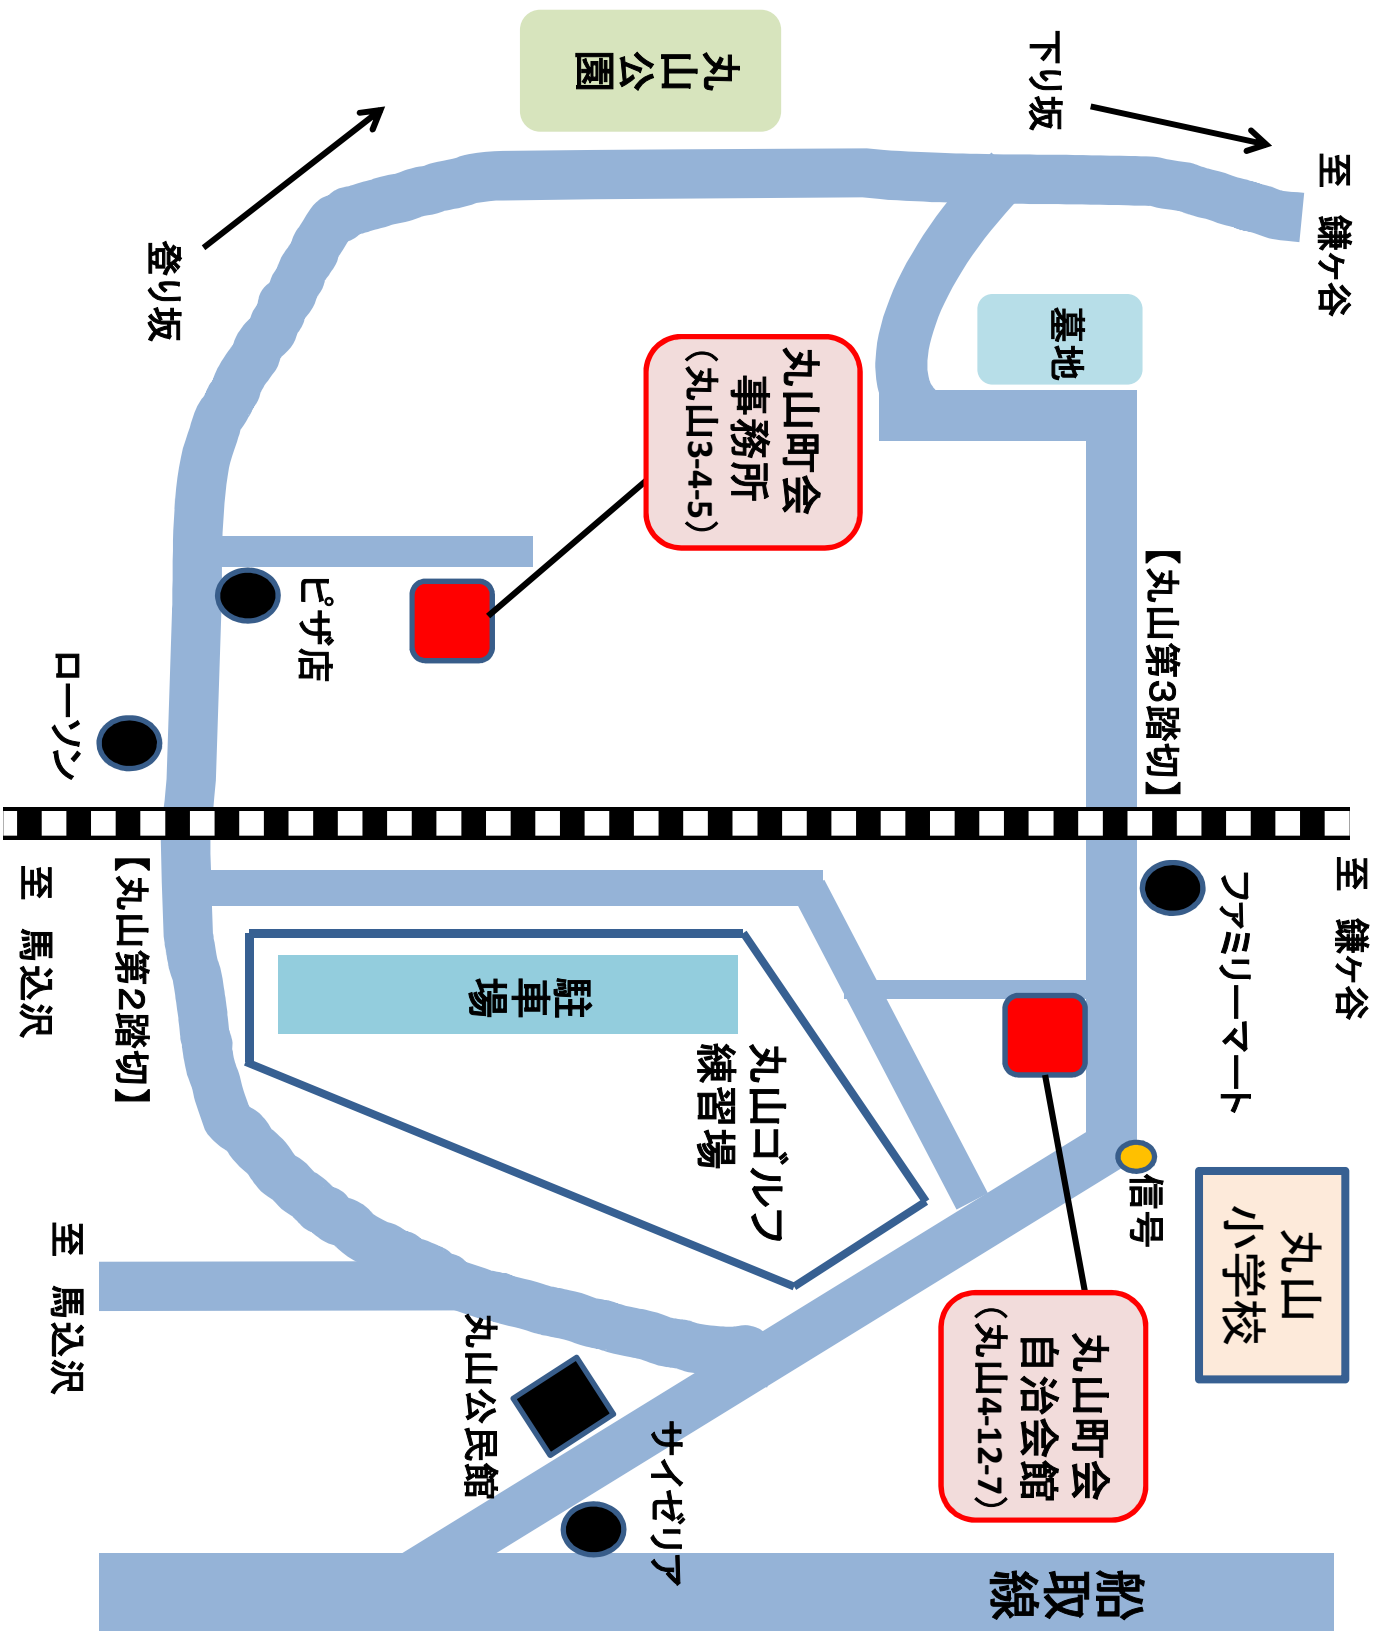 丸山公園
下り坂
至　鎌ヶ谷
登り坂
墓地
丸山町会
事務所
（丸山3-4-5）
【丸山第3踏切】
ピザ店
ローソン
至　馬込沢
【丸山第2踏切】
至　鎌ヶ谷
ファミリーマート
駐車場
丸山ゴルフ
練習場
信号
丸山
小学校
至　馬込沢
丸山公民館
サイゼリア
丸山町会
自治会館
（丸山4-12-7）
船取線